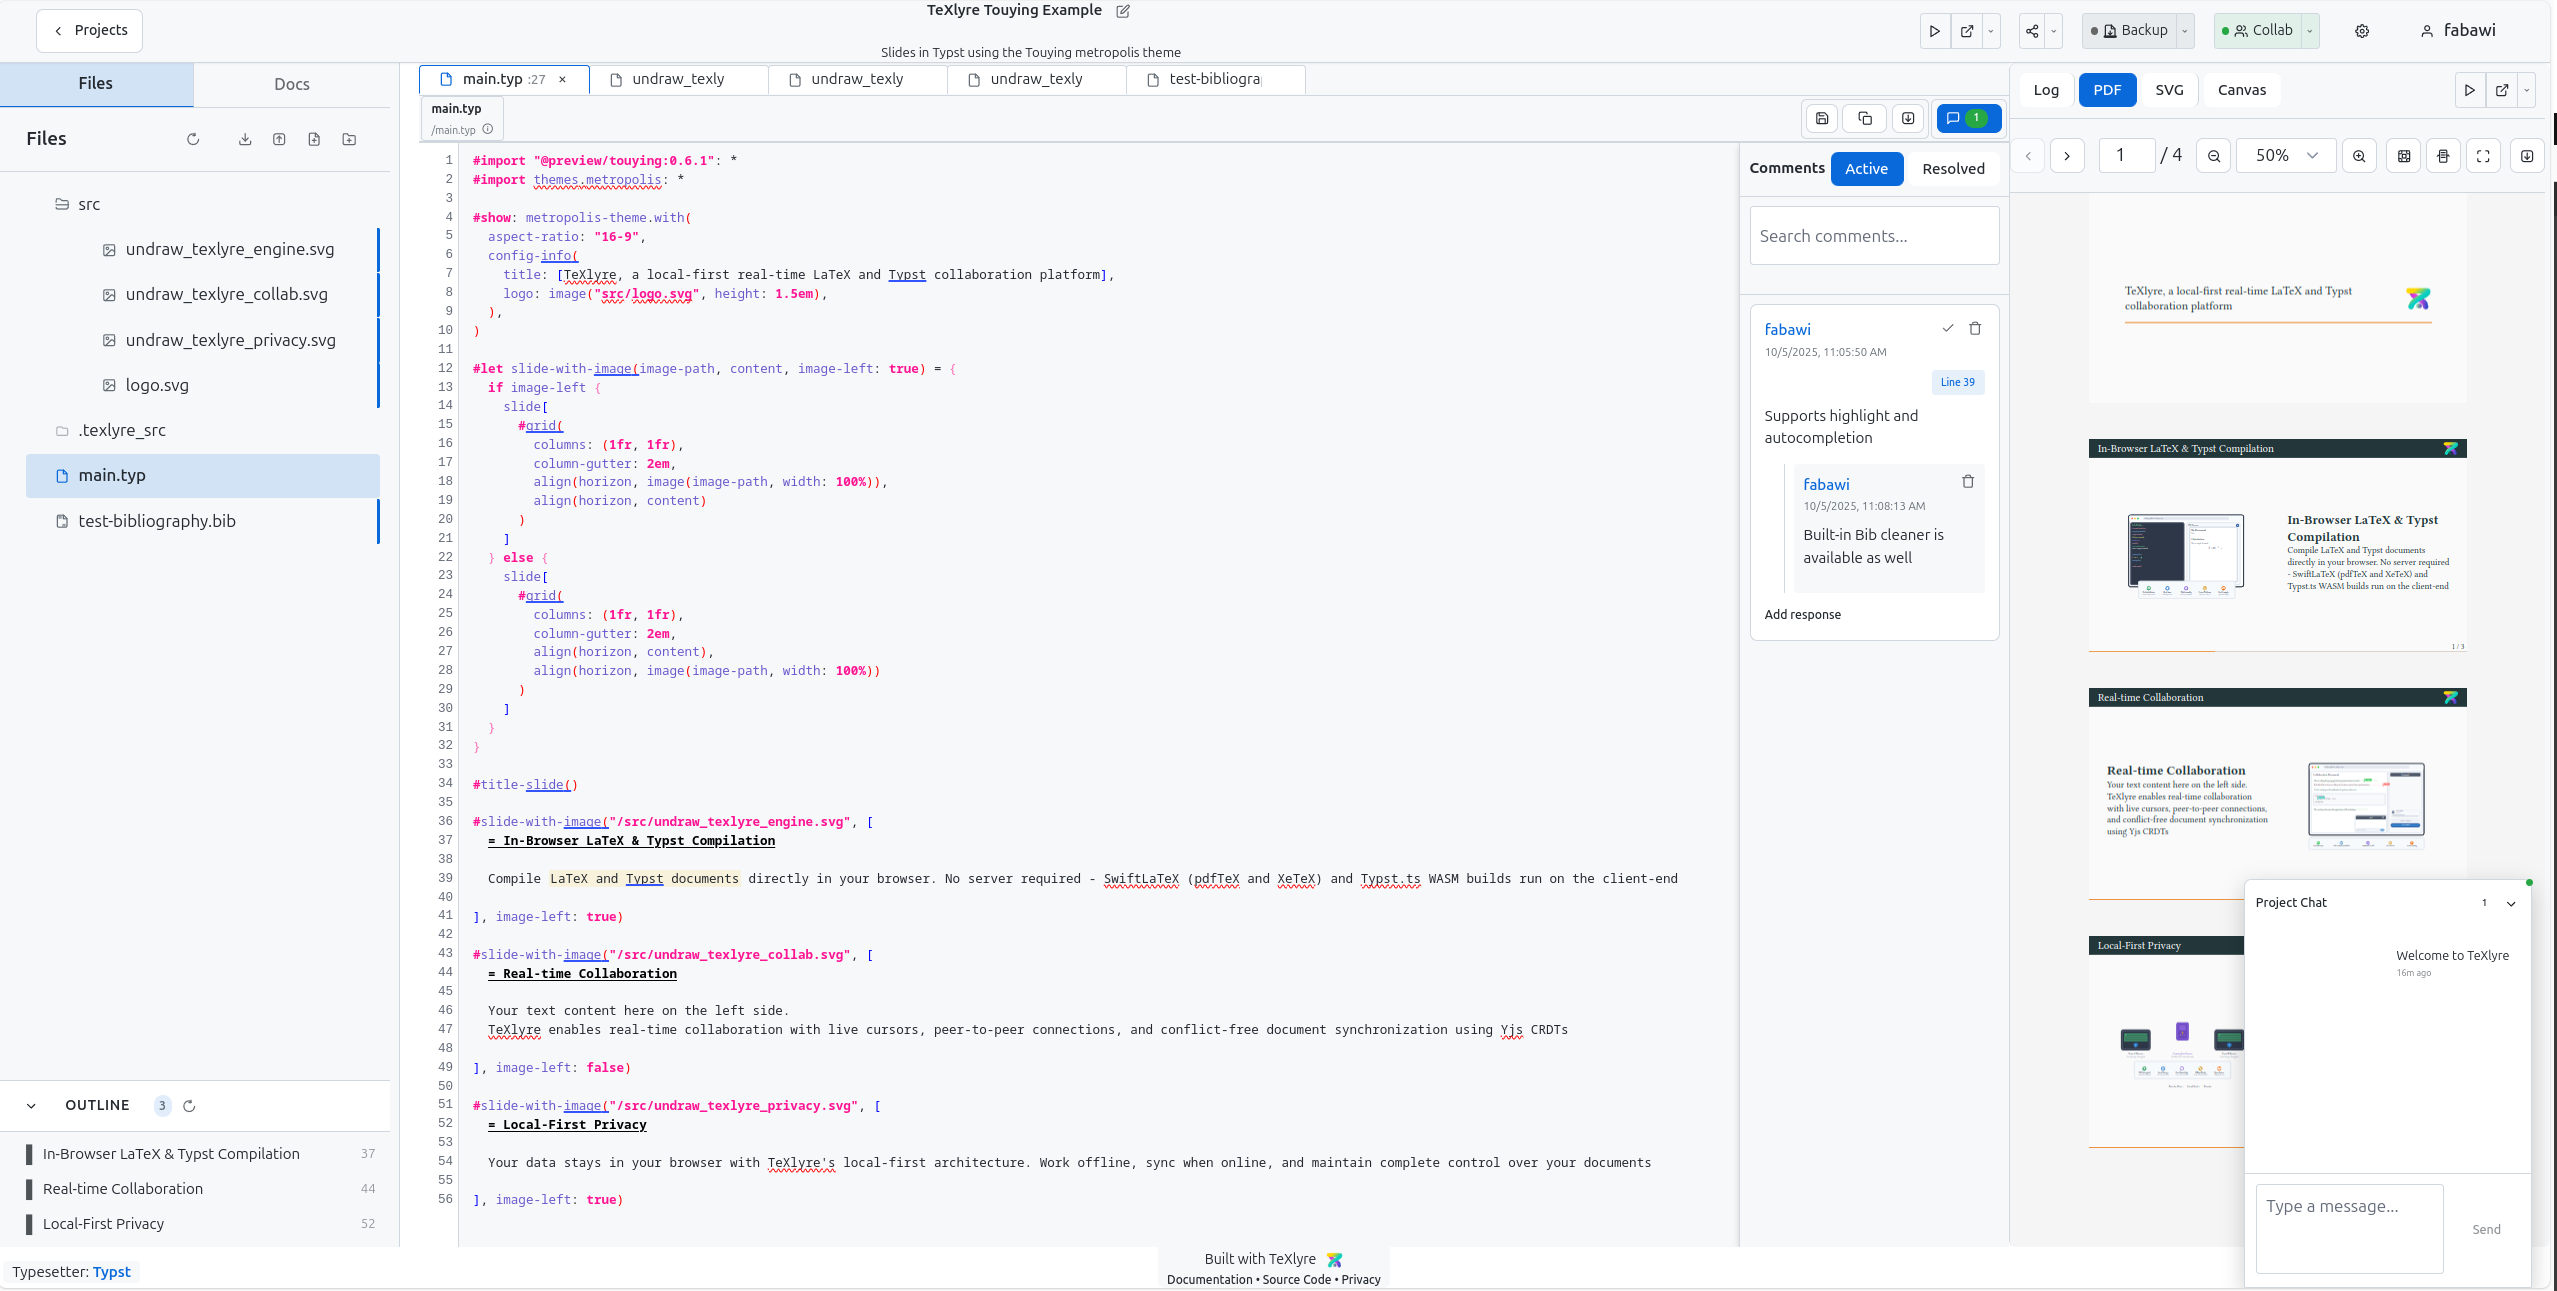 TeXlyre Touying Example
Projects
Slides in Typst using the Touying metropolis theme
Backup
Collab
fabawi
Files
Docs
main.typ :27 ×
undraw_texly
undraw_texly
undraw_texly
test-bibliogra
Log
PDF
SVG
Canvas
Files
main.typ
/main.typ
1
1 / 4
50%
src
undraw_texlyre_engine.svg
undraw_texlyre_collab.svg
undraw_texlyre_privacy.svg
logo.svg
.texlyre_src
main.typ
test-bibliography.bib
OUTLINE 3
In-Browser LaTeX & Typst Compilation 37
Real-time Collaboration 44
Local-First Privacy 52
Typesetter: Typst
1 #import "@preview/touying:0.6.1": *
2 #import themes.metropolis: *
3
4 #show: metropolis-theme.with(
5 aspect-ratio: "16-9",
6 config-info(
7 title: [TeXlyre, a local-first real-time LaTeX and Typst collaboration platform],
8 logo: image("src/logo.svg", height: 1.5em),
9 ),
10 )
11
12 #let slide-with-image(image-path, content, image-left: true) = {
13 if image-left {
14 slide[
15 #grid(
16 columns: (1fr, 1fr),
17 column-gutter: 2em,
18 align(horizon, image(image-path, width: 100%)),
19 align(horizon, content)
20 )
21 ]
22 } else {
23 slide[
24 #grid(
25 columns: (1fr, 1fr),
26 column-gutter: 2em,
27 align(horizon, content),
28 align(horizon, image(image-path, width: 100%))
29 )
30 ]
31 }
32 }
33
34 #title-slide()
35
36 #slide-with-image("/src/undraw_texlyre_engine.svg", [
37 = In-Browser LaTeX & Typst Compilation
38
39 Compile LaTeX and Typst documents directly in your browser. No server required - SwiftLaTeX (pdfTeX and XeTeX) and Typst.ts WASM builds run on the client-end
40
41 ], image-left: true)
42
43 #slide-with-image("/src/undraw_texlyre_collab.svg", [
44 = Real-time Collaboration
45
46 Your text content here on the left side.
47 TeXlyre enables real-time collaboration with live cursors, peer-to-peer connections, and conflict-free document synchronization using Yjs CRDTs
48
49 ], image-left: false)
50
51 #slide-with-image("/src/undraw_texlyre_privacy.svg", [
52 = Local-First Privacy
53
54 Your data stays in your browser with TeXlyre's local-first architecture. Work offline, sync when online, and maintain complete control over your documents
55
56 ], image-left: true)
Comments
Active
Resolved
Search comments...
fabawi
10/5/2025, 11:05:50 AM
Line 39
Supports highlight and
autocompletion
fabawi
10/5/2025, 11:08:13 AM
Built-in Bib cleaner is
available as well
Add response
TeXlyre, a local-first real-time LaTeX and Typst
collaboration platform
In-Browser LaTeX & Typst Compilation
In-Browser LaTeX & Typst
Compilation
Compile LaTeX and Typst documents
directly in your browser. No server required
- SwiftLaTeX (pdfTeX and XeTeX) and
Typst.ts WASM builds run on the client-end
1 / 3
Real-time Collaboration
Real-time Collaboration
Your text content here on the left side.
TeXlyre enables real-time collaboration
with live cursors, peer-to-peer connections,
and conflict-free document synchronization
using Yjs CRDTs
Local-First Privacy
Project Chat 1
Welcome to TeXlyre
16m ago
Type a message...
Send
Built with TeXlyre
Documentation • Source Code • Privacy